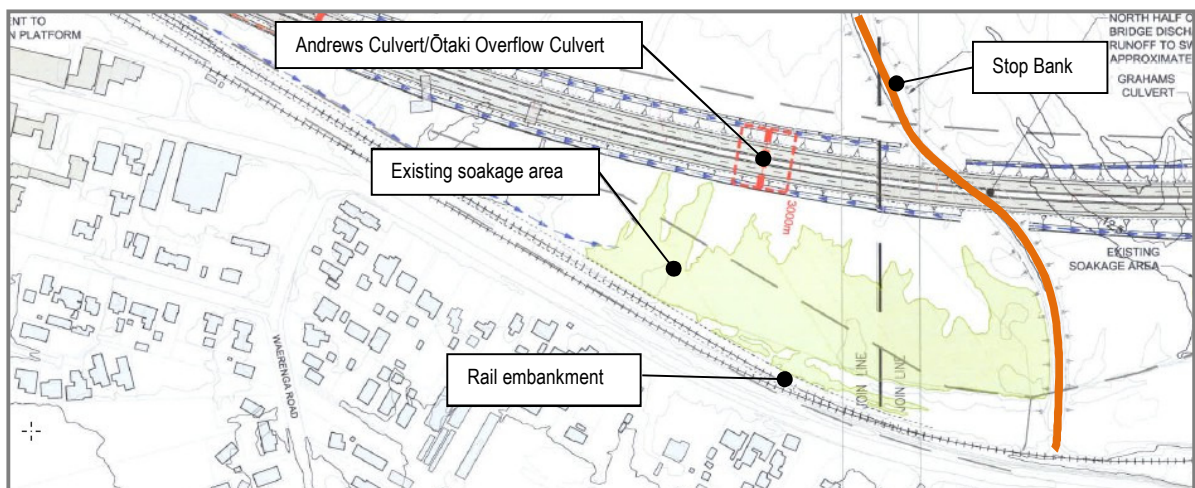 ENT TO
N PLATFORM
Andrews Culvert/Ōtaki Overflow Culvert
Stop Bank
NORTH HALF O
BRIDGE DISCH
RUNOFF TO SW
APPROXIMATE
GRAHAMS
CULVERT
Existing soakage area
3000m
EXISTING
SOAKAGE AREA
Rail embankment
WAERENGA ROAD
JOIN LINE
JOIN LINE